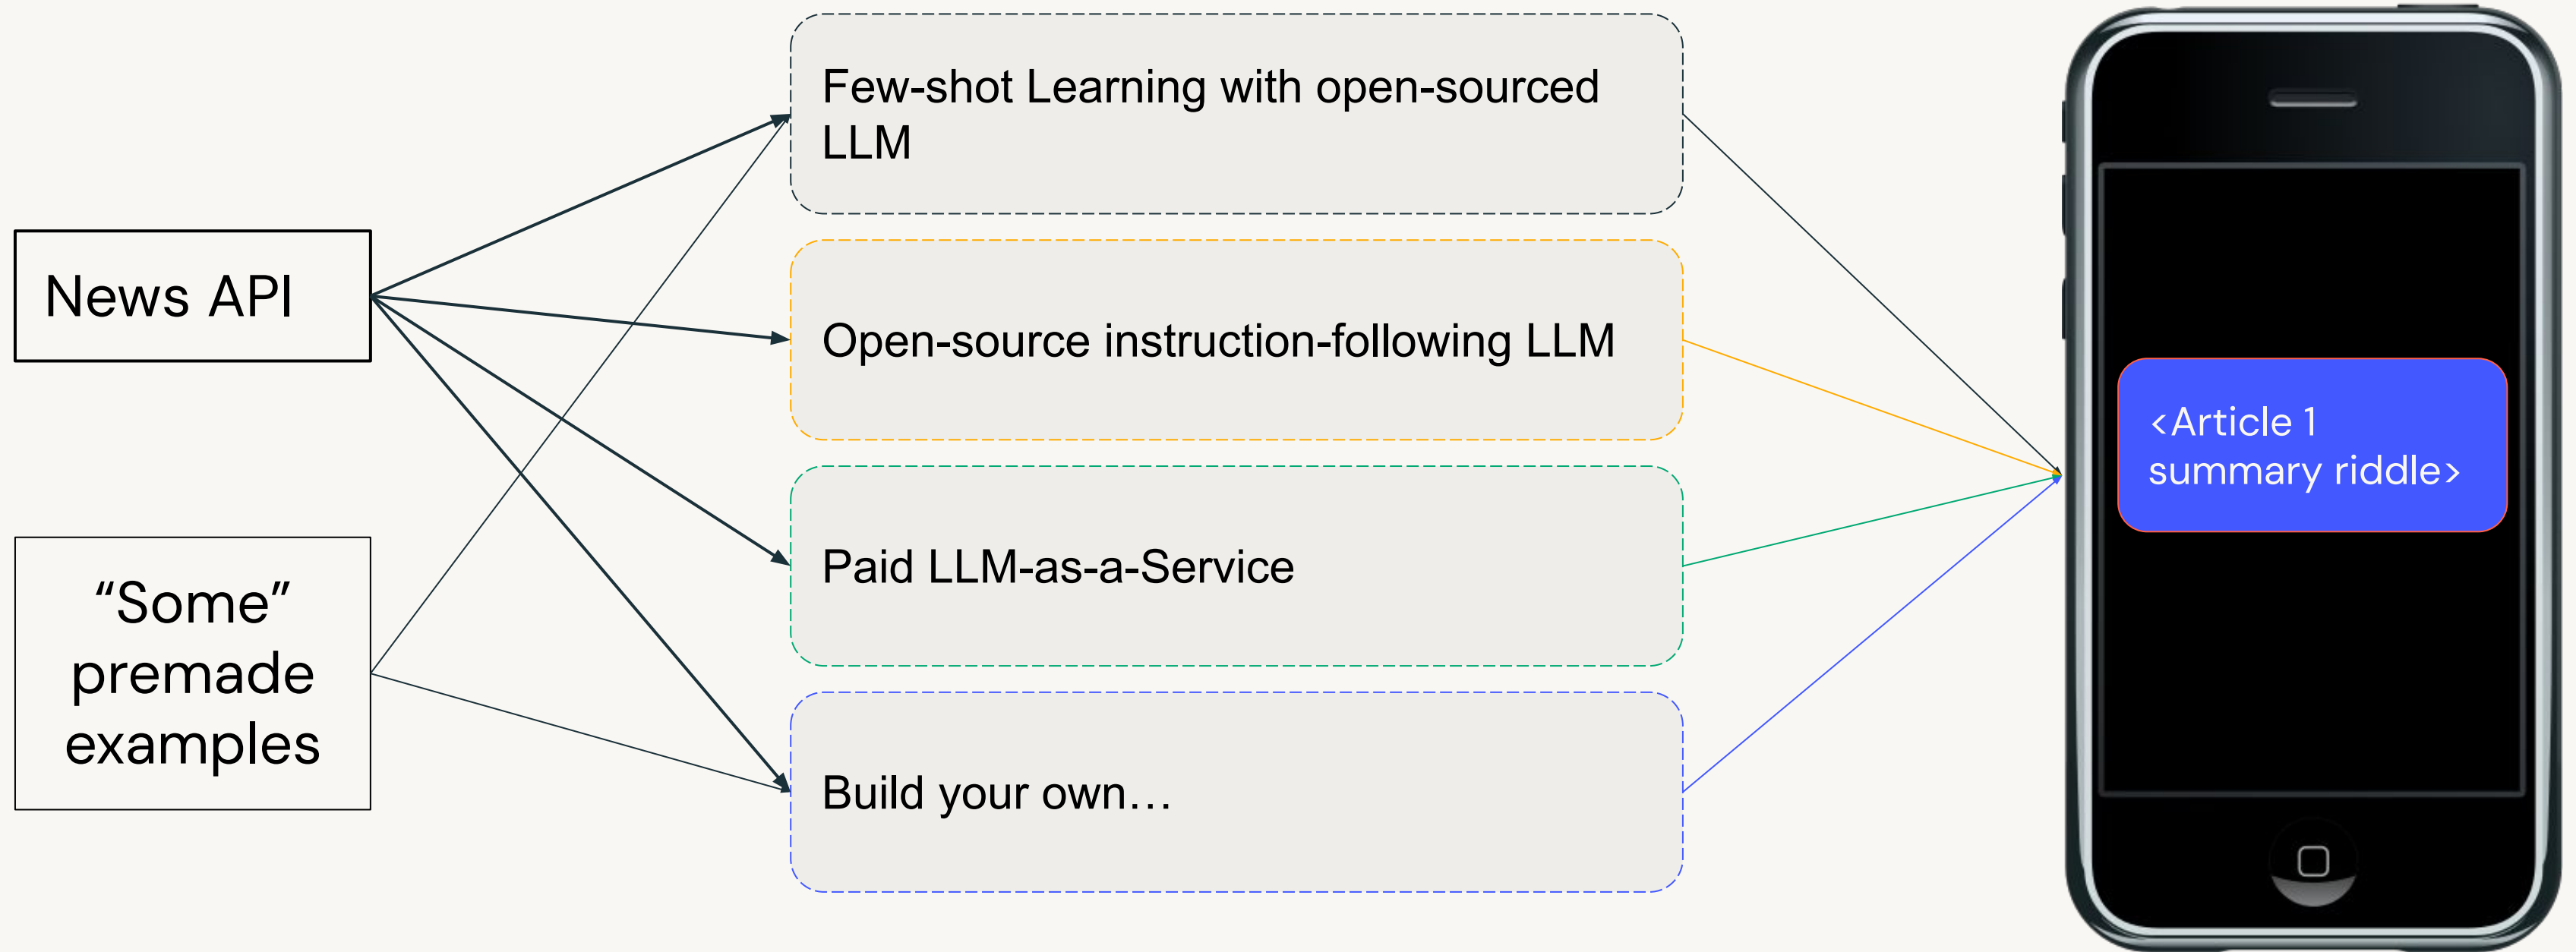 News API
“Some”
premade
examples
Few-shot Learning with open-sourced
LLM
Open-source instruction-following LLM
Paid LLM-as-a-Service
Build your own…
<Article 1
summary riddle>